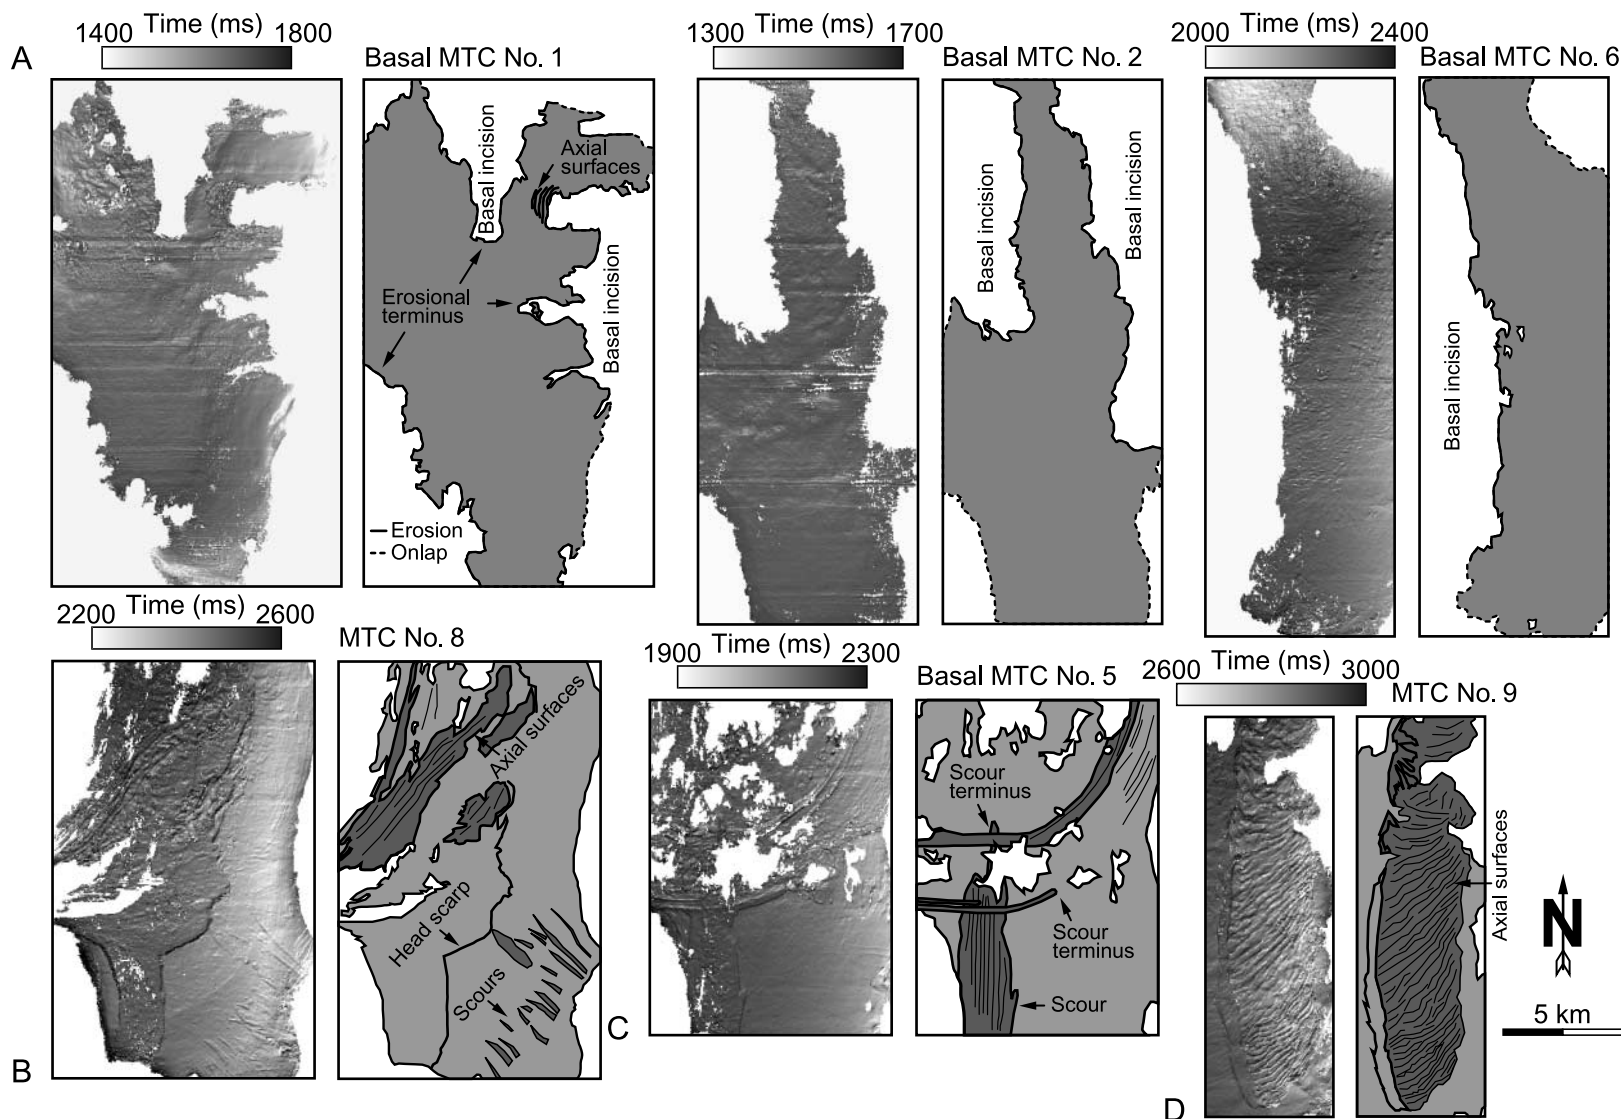 A
Time (ms)
1400 1800
Basal MTC No. 1
Basal incision
Axial
surfaces
Erosional
terminus
Basal incision
Erosion
Onlap
Time (ms)
1300 1700
Basal MTC No. 2
Basal incision
Basal incision
Time (ms)
2000 2400
Basal MTC No. 6
Basal incision
Time (ms)
2200 2600
MTC No. 8
Axial surfaces
Head scarp
Scours
B
Time (ms)
1900 2300
Basal MTC No. 5
Scour
terminus
Scour
terminus
Scour
C
Time (ms)
2600 3000
MTC No. 9
Axial surfaces
N
5 km
D